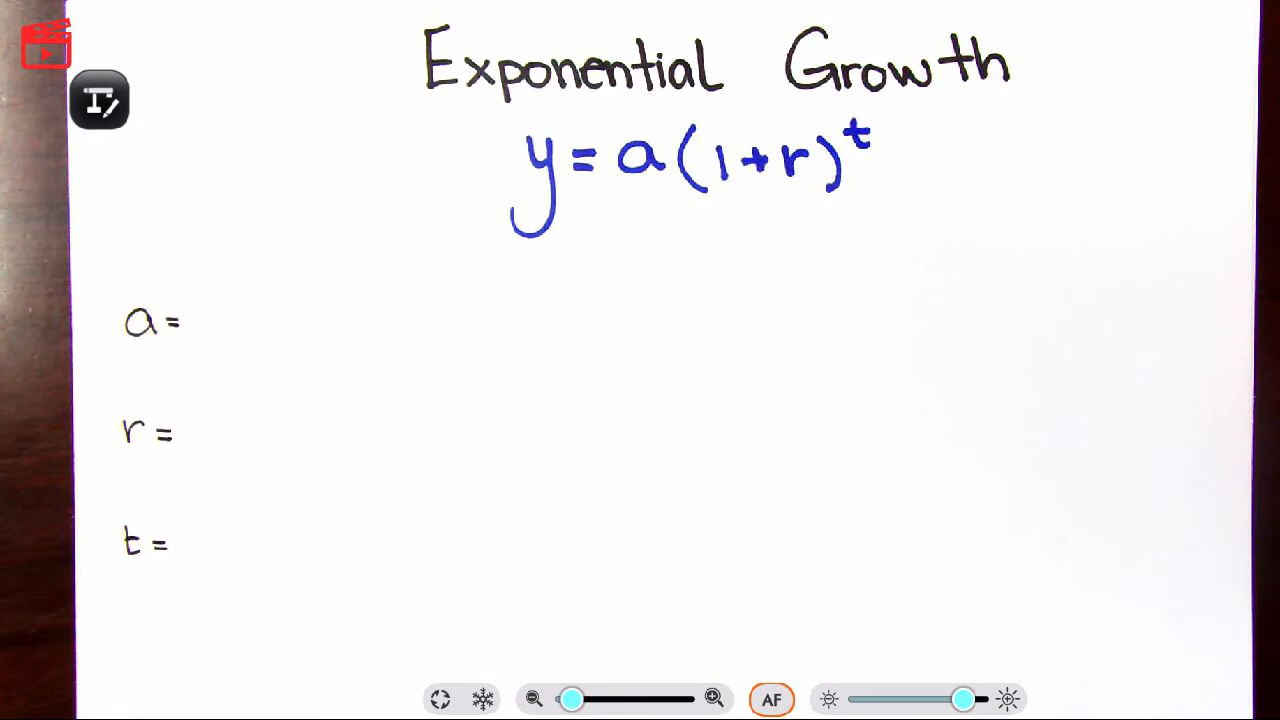 Exponential Growth
y = a(1+r)^t
a =
r =
t =
AF